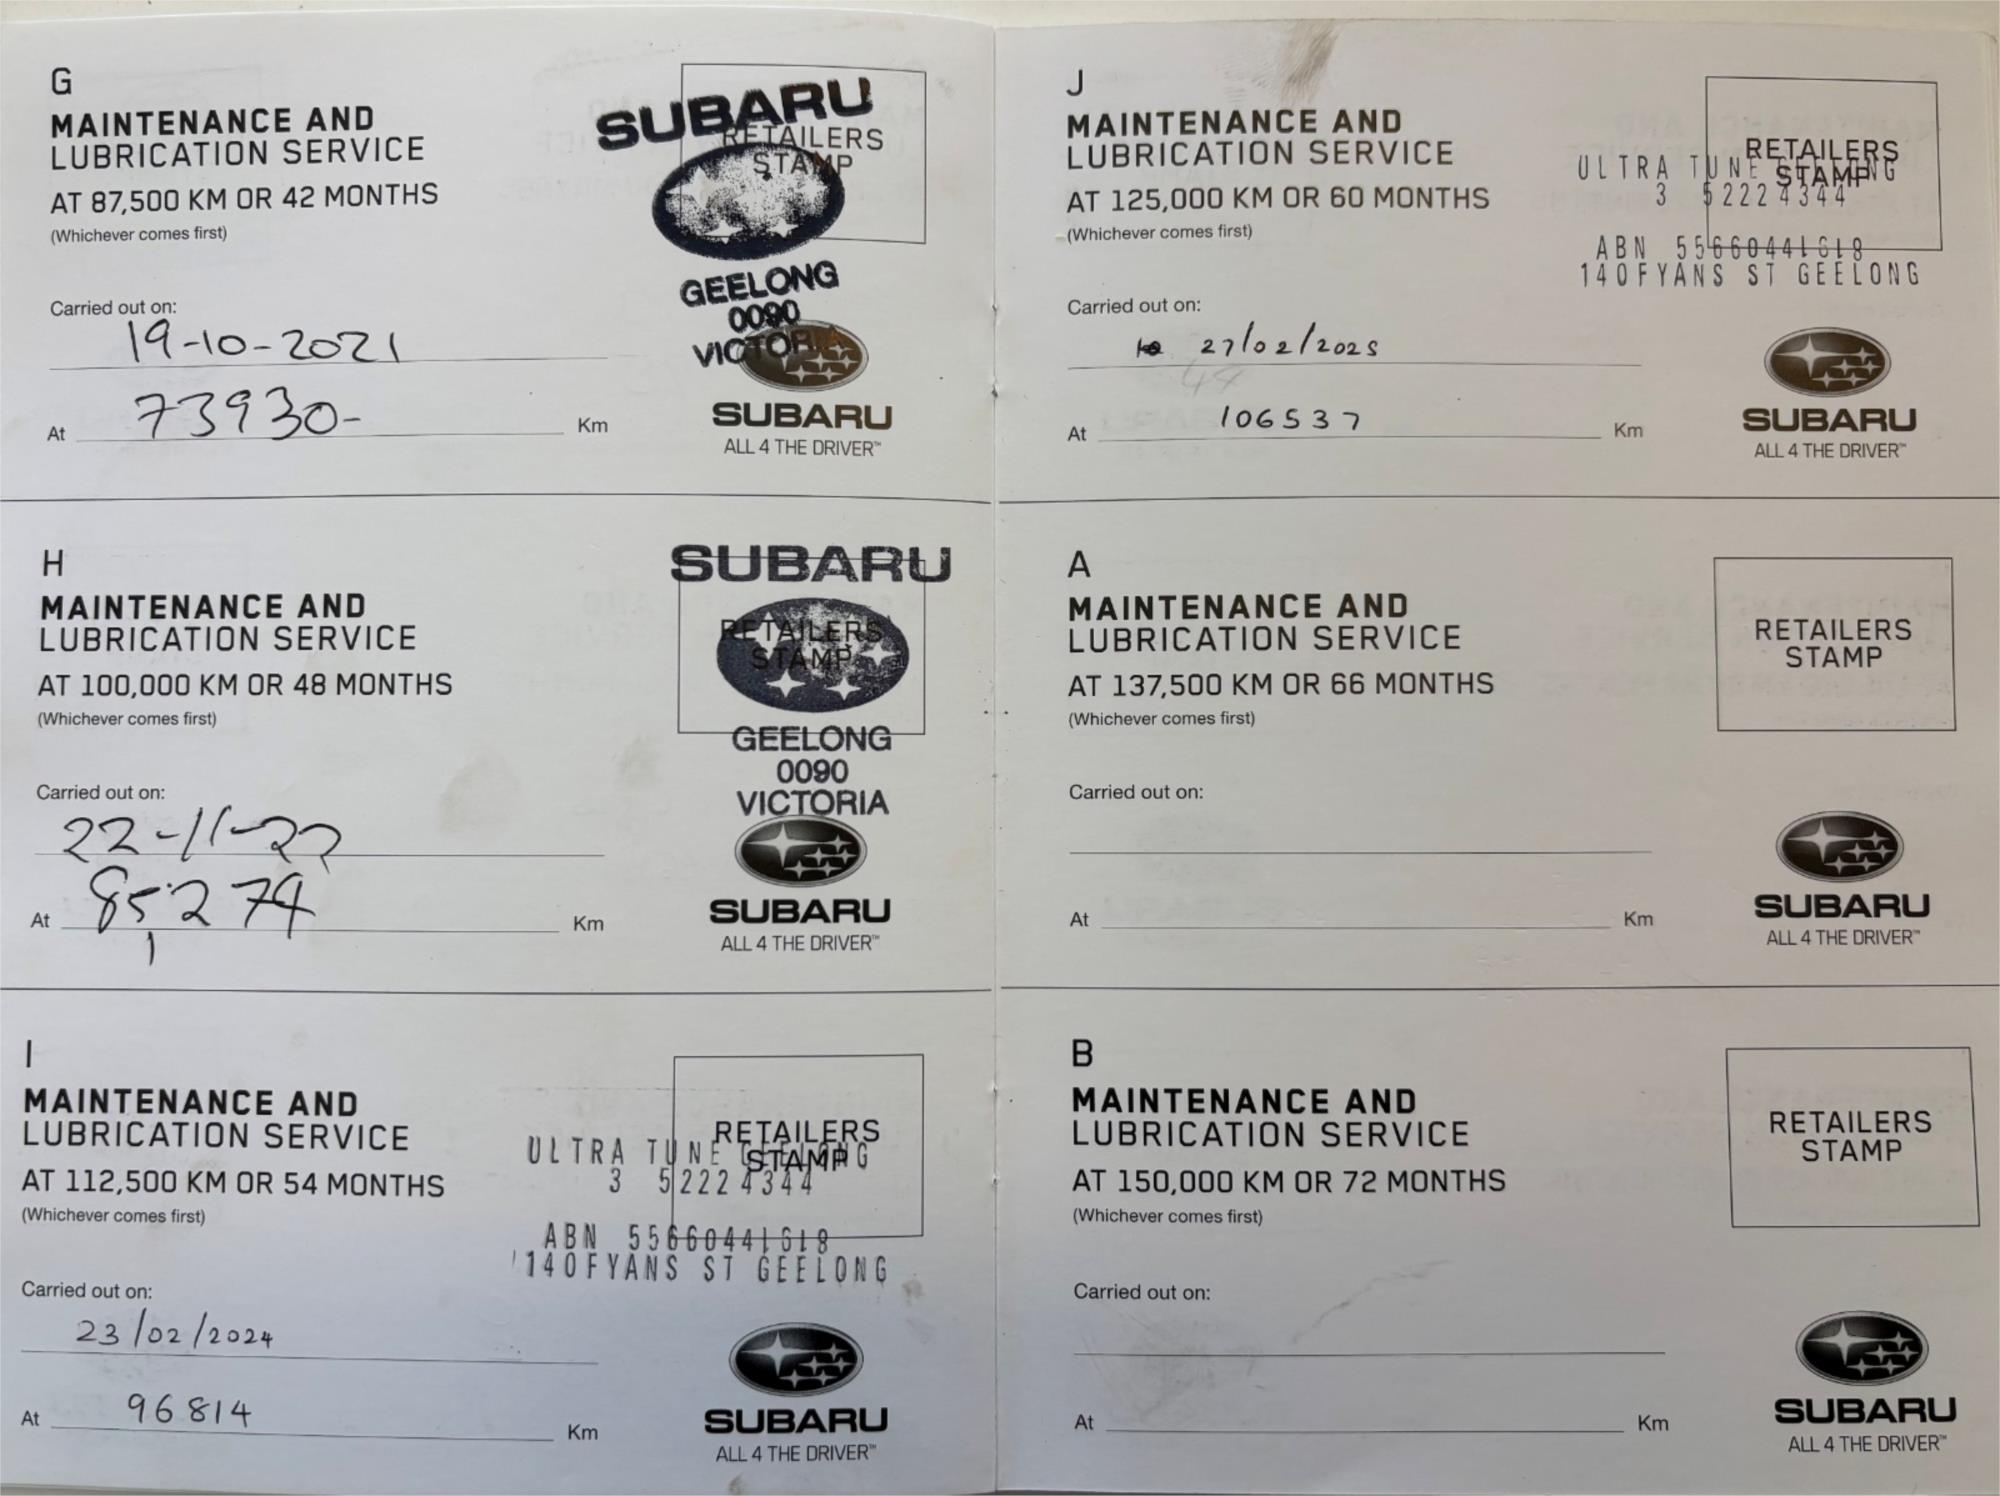 G
MAINTENANCE AND
LUBRICATION SERVICE
AT 87,500 KM OR 42 MONTHS
(Whichever comes first)
SUBARU
RETAILERS
STAMP
GEELONG
0090
VICTORIA
Carried out on:
19-10-2021
At 73930- Km
SUBARU
ALL 4 THE DRIVER™
H
MAINTENANCE AND
LUBRICATION SERVICE
AT 100,000 KM OR 48 MONTHS
(Whichever comes first)
SUBARU
RETAILERS
STAMP
GEELONG
0090
VICTORIA
Carried out on:
22-11-22
At 85,274 Km
SUBARU
ALL 4 THE DRIVER™
I
MAINTENANCE AND
LUBRICATION SERVICE
AT 112,500 KM OR 54 MONTHS
(Whichever comes first)
RETAILERS
STAMP
ULTRA TUNE GEELONG
3 52224344
ABN 55660441618
140FYANS ST GEELONG
Carried out on:
23/02/2024
At 96814 Km
SUBARU
ALL 4 THE DRIVER™
J
MAINTENANCE AND
LUBRICATION SERVICE
AT 125,000 KM OR 60 MONTHS
(Whichever comes first)
RETAILERS
STAMP
ULTRA TUNE GEELONG
3 52224344
ABN 55660441618
140FYANS ST GEELONG
Carried out on:
27/02/2025
At 106537 Km
SUBARU
ALL 4 THE DRIVER™
A
MAINTENANCE AND
LUBRICATION SERVICE
AT 137,500 KM OR 66 MONTHS
(Whichever comes first)
RETAILERS
STAMP
Carried out on:
At Km
SUBARU
ALL 4 THE DRIVER™
B
MAINTENANCE AND
LUBRICATION SERVICE
AT 150,000 KM OR 72 MONTHS
(Whichever comes first)
RETAILERS
STAMP
Carried out on:
At Km
SUBARU
ALL 4 THE DRIVER™